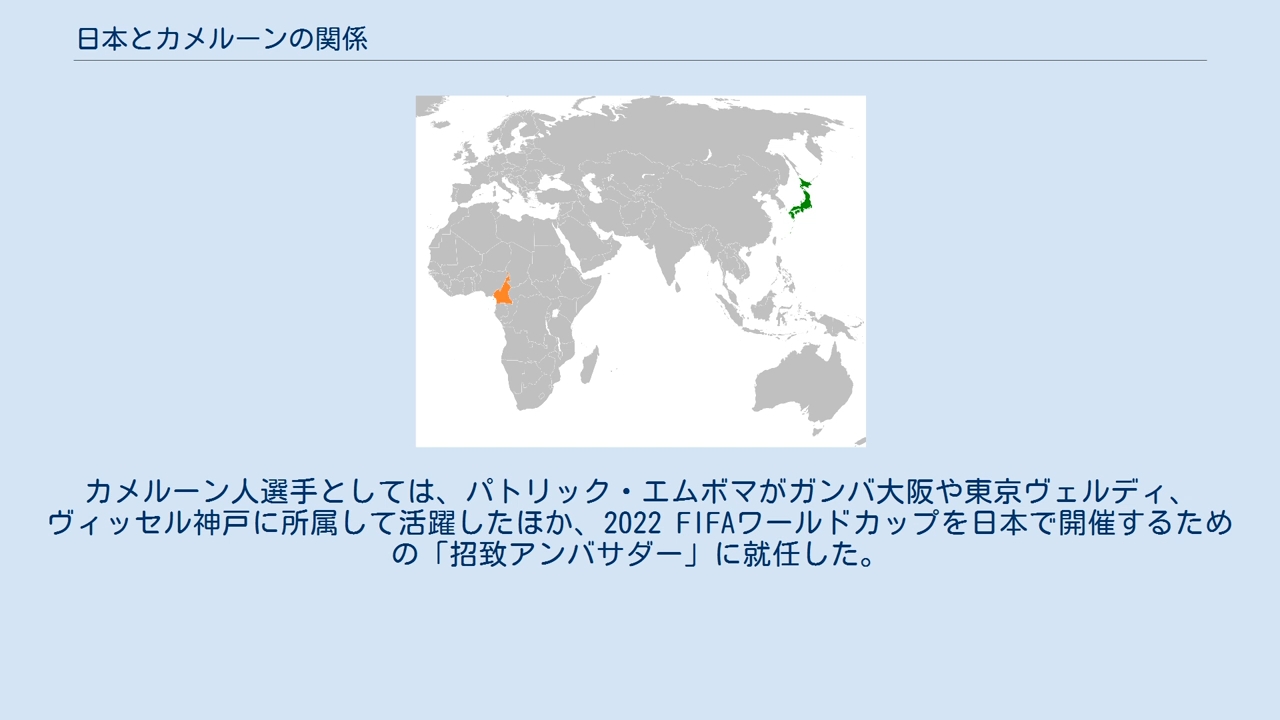 日本とカメルーンの関係
カメルーン人選手としては、パトリック・エムボマがガンバ大阪や東京ヴェルディ、
ヴィッセル神戸に所属して活躍したほか、2022 FIFAワールドカップを日本で開催するため
の「招致アンバサダー」に就任した。